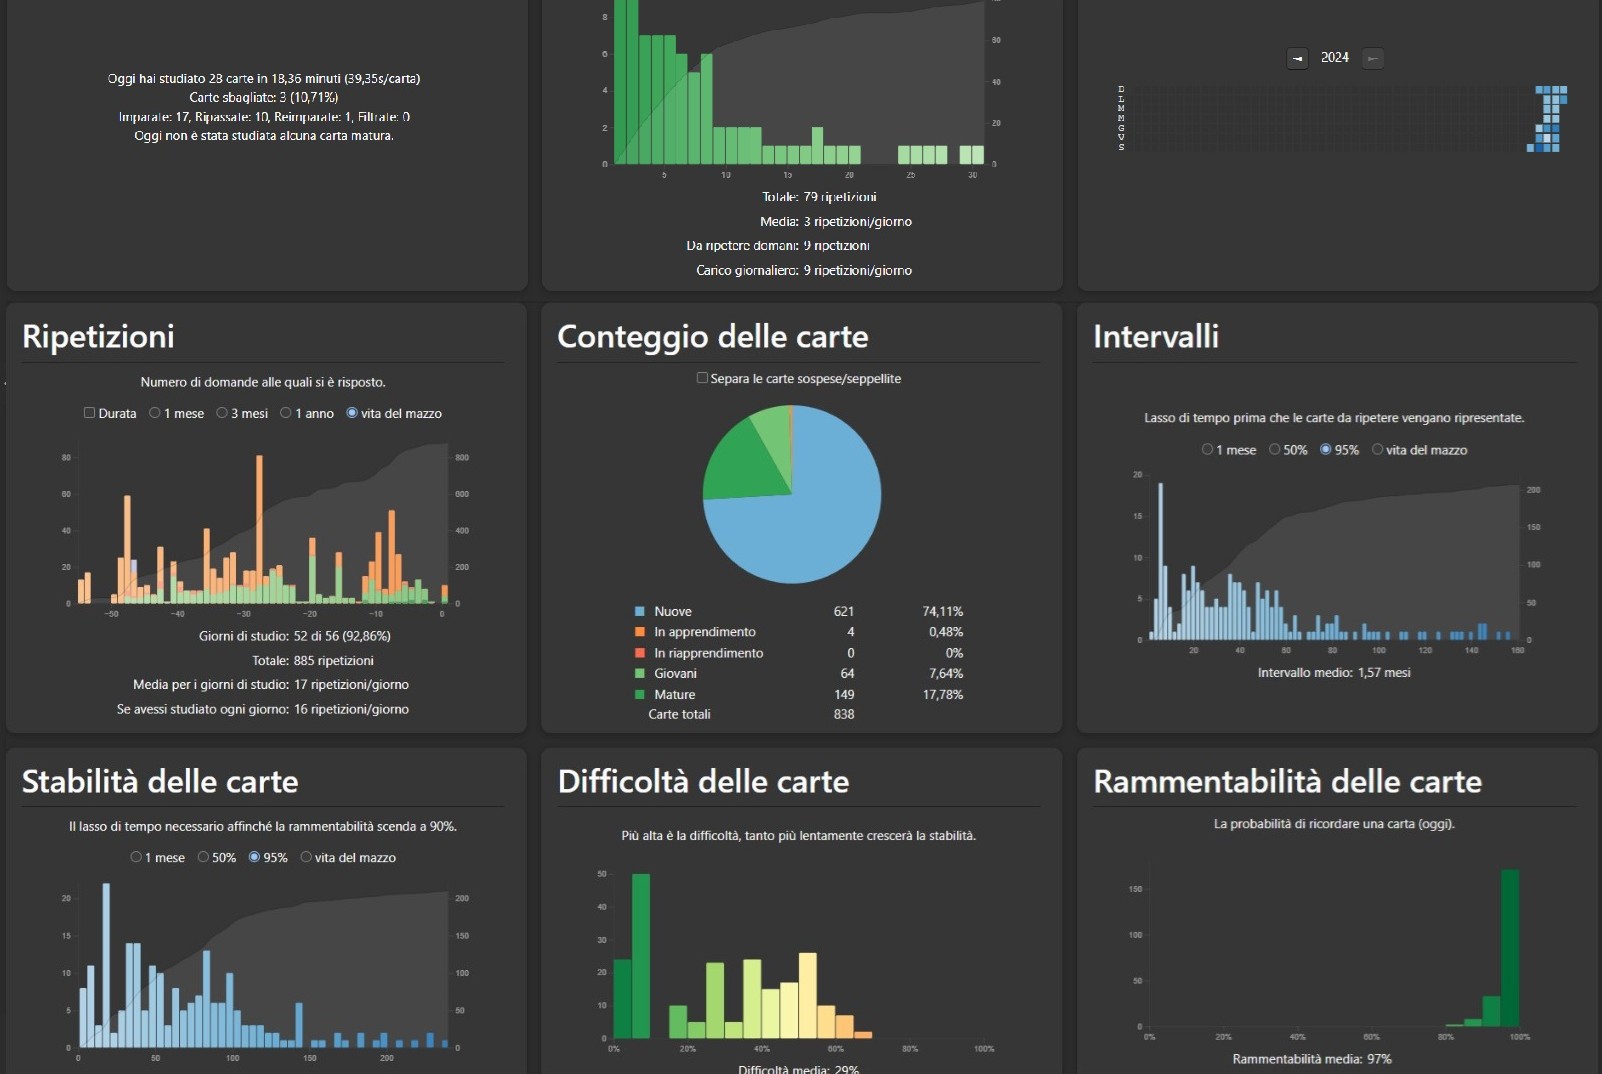 Oggi hai studiato 28 carte in 18,36 minuti (39,35s/carta)
Carte sbagliate: 3 (10,71%)
Imparate: 17, Ripassate: 10, Reimparate: 1, Filtrate: 0
Oggi non è stata studiata alcuna carta matura.
8
6
4
2
0
60
40
20
0
5 10 15 20 25 30
Totale: 79 ripetizioni
Media: 3 ripetizioni/giorno
Da ripetere domani: 9 ripetizioni
Carico giornaliero: 9 ripetizioni/giorno
2024
D
L
M
M
G
V
S
Ripetizioni
Numero di domande alle quali si è risposto.
Durata 1 mese 3 mesi 1 anno vita del mazzo
80
60
40
20
0
800
600
400
200
0
−50 −40 −30 −20 −10 0
Giorni di studio: 52 di 56 (92,86%)
Totale: 885 ripetizioni
Media per i giorni di studio: 17 ripetizioni/giorno
Se avessi studiato ogni giorno: 16 ripetizioni/giorno
Conteggio delle carte
Separa le carte sospese/seppellite
Nuove 621 74,11%
In apprendimento 4 0,48%
In riapprendimento 0 0%
Giovani 64 7,64%
Mature 149 17,78%
Carte totali 838
Intervalli
Lasso di tempo prima che le carte da ripetere vengano ripresentate.
1 mese 50% 95% vita del mazzo
20
15
10
5
0
200
150
100
50
0
20 40 60 80 100 120 140 160
Intervallo medio: 1,57 mesi
Stabilità delle carte
Il lasso di tempo necessario affinché la rammentabilità scenda a 90%.
1 mese 50% 95% vita del mazzo
20
15
10
5
0
200
150
100
50
0
0 50 100 150 200
Difficoltà delle carte
Più alta è la difficoltà, tanto più lentamente crescerà la stabilità.
50
40
30
20
10
0
0% 20% 40% 60% 80% 100%
Difficoltà media: 29%
Rammentabilità delle carte
La probabilità di ricordare una carta (oggi).
150
100
50
0
0% 20% 40% 60% 80% 100%
Rammentabilità media: 97%